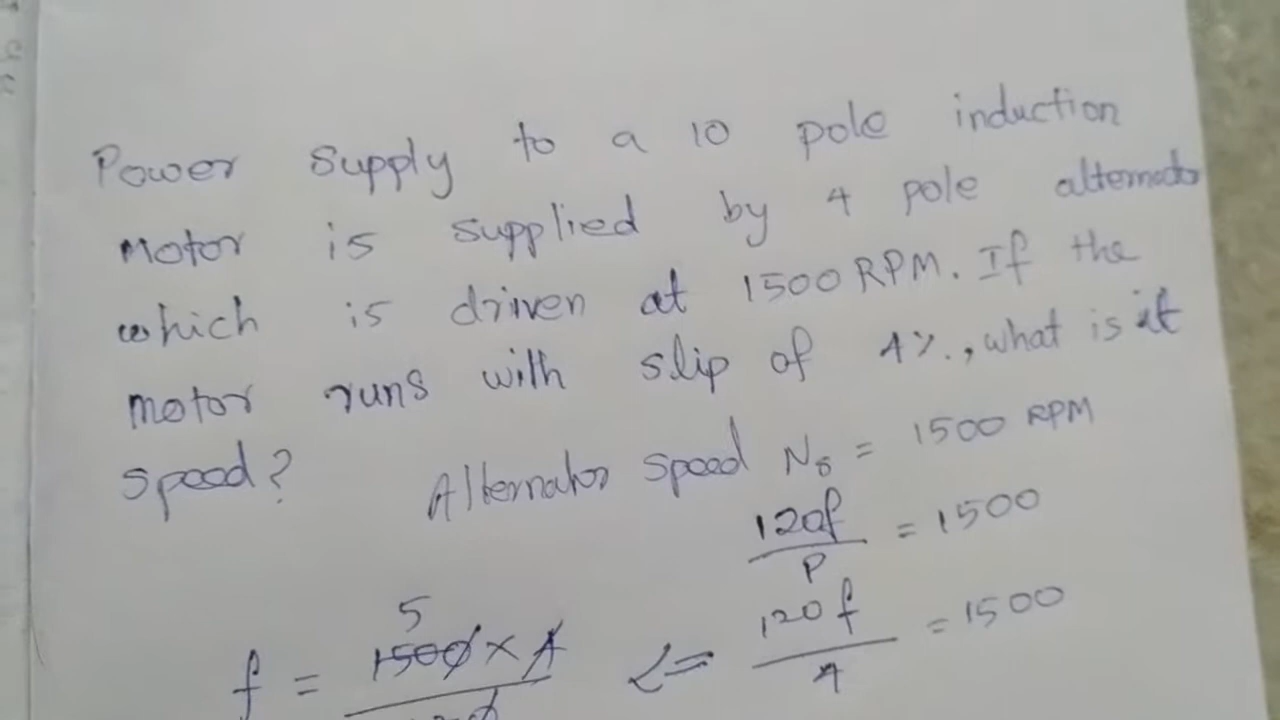 Power supply to a 10 pole induction
Motor is supplied by 4 pole alternator
which is driven at 1500 RPM. If the
motor runs with slip of 4%., what is it
speed?
Alternator speed Ns = 1500 RPM
120f/P = 1500
120f/4 = 1500
f = 1500 × 4 <=
5